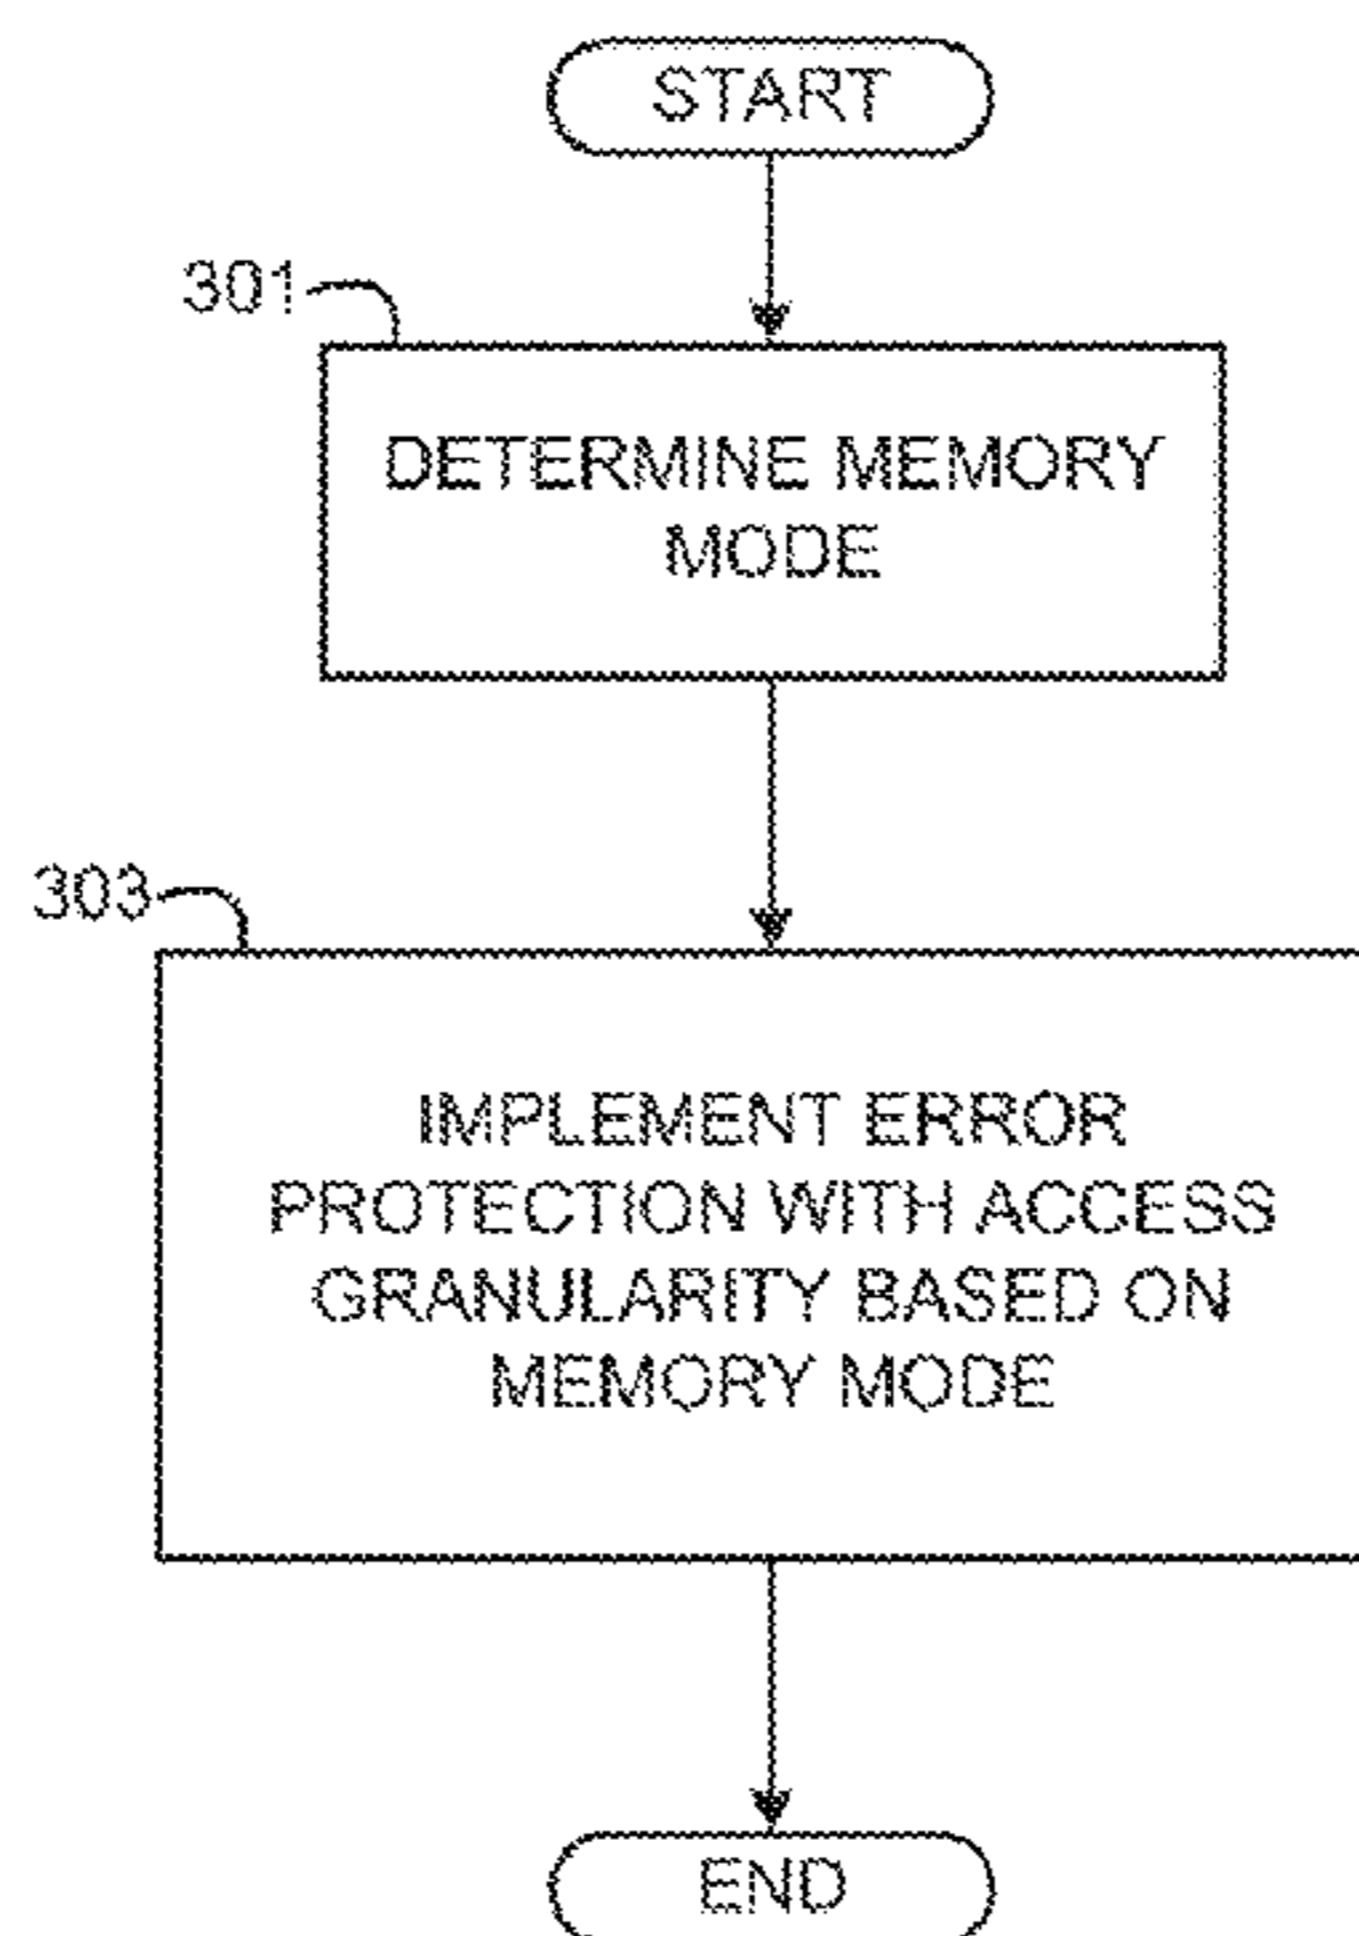 START
301
DETERMINE MEMORY
MODE
303
IMPLEMENT ERROR
PROTECTION WITH ACCESS
GRANULARITY BASED ON
MEMORY MODE
END